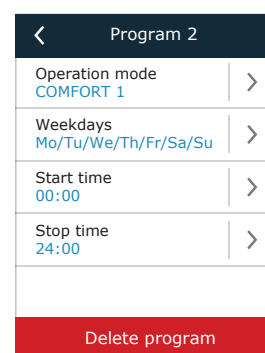 Program 2
Operation mode
COMFORT 1
Weekdays
Mo/Tu/We/Th/Fr/Sa/Su
Start time
00:00
Stop time
24:00
Delete program